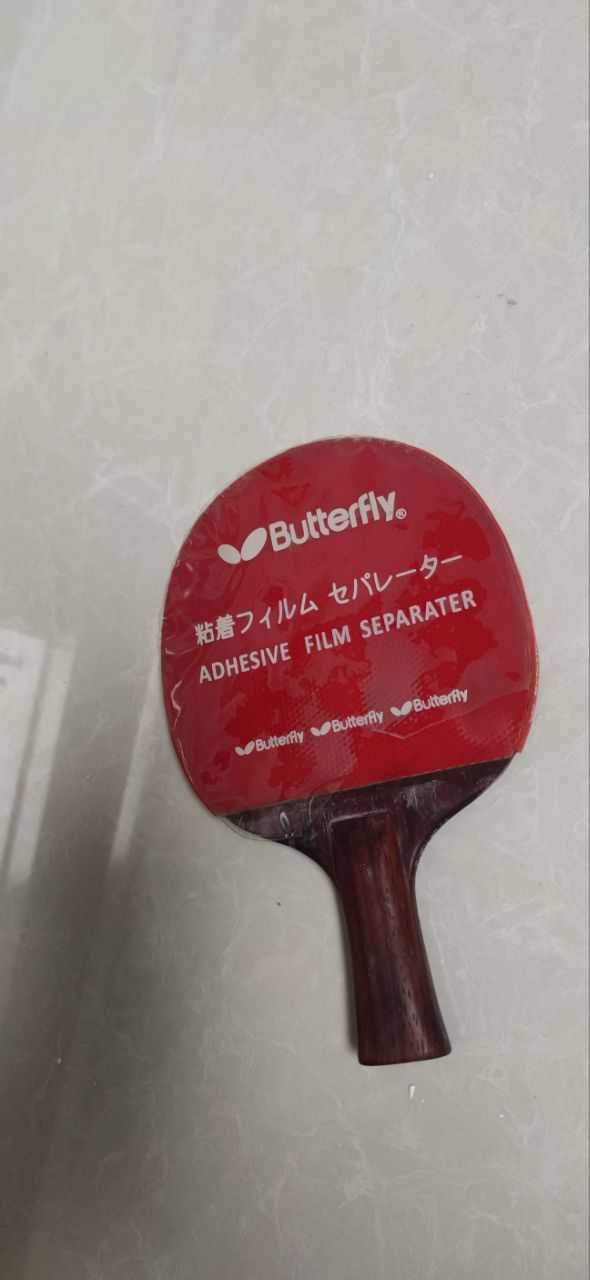 Butterfly®
粘着フィルム セパレーター
ADHESIVE FILM SEPARATER
Butterfly Butterfly Butterfly